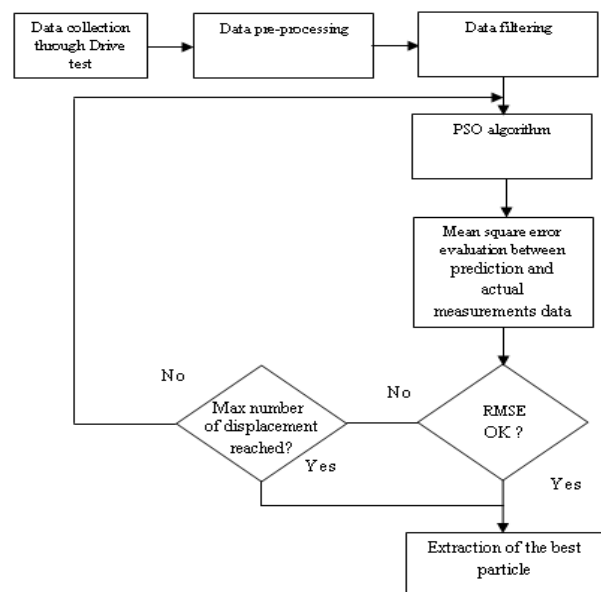 Data collection
through Drive
test
Data pre-processing
Data filtering
PSO algorithm
Mean square error
evaluation between
prediction and
actual
measurements data
No
No
Max number
of displacement
reached?
RMSE
OK ?
Yes
Yes
Extraction of the best
particle